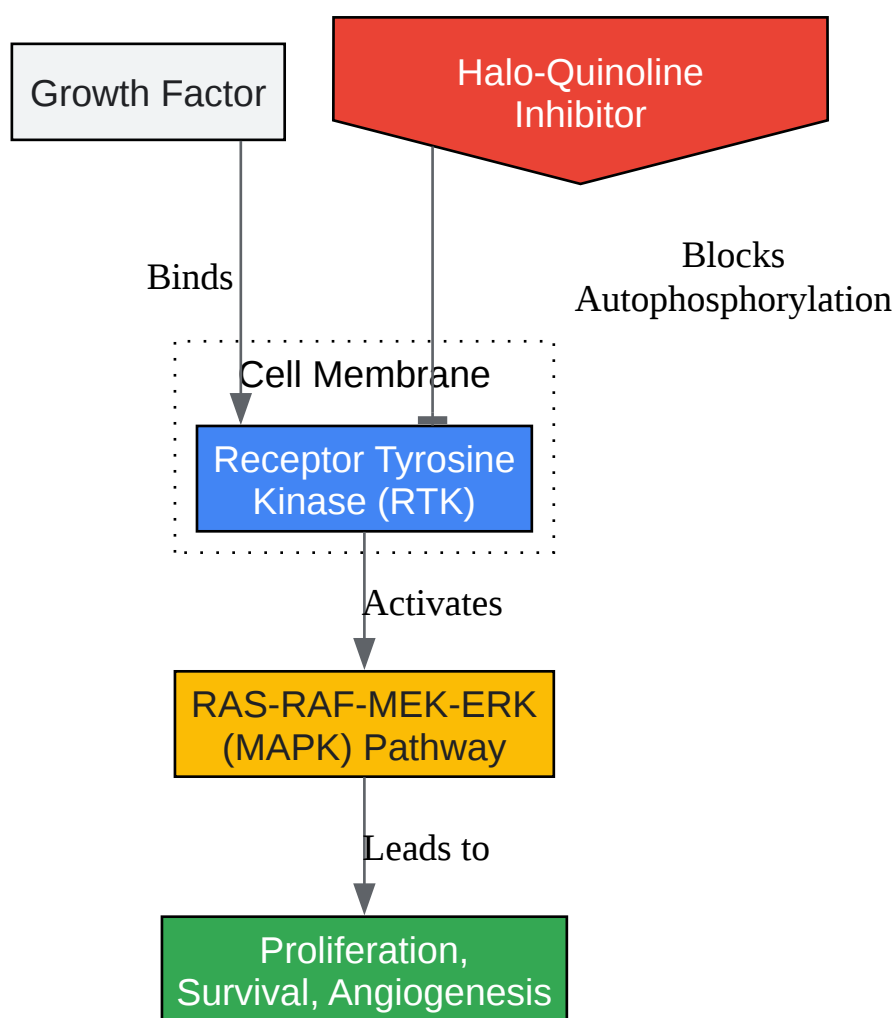 Growth Factor
Halo-Quinoline
Inhibitor
Binds
Blocks
Autophosphorylation
Cell Membrane
Receptor Tyrosine
Kinase (RTK)
Activates
RAS-RAF-MEK-ERK
(MAPK) Pathway
Leads to
Proliferation,
Survival, Angiogenesis